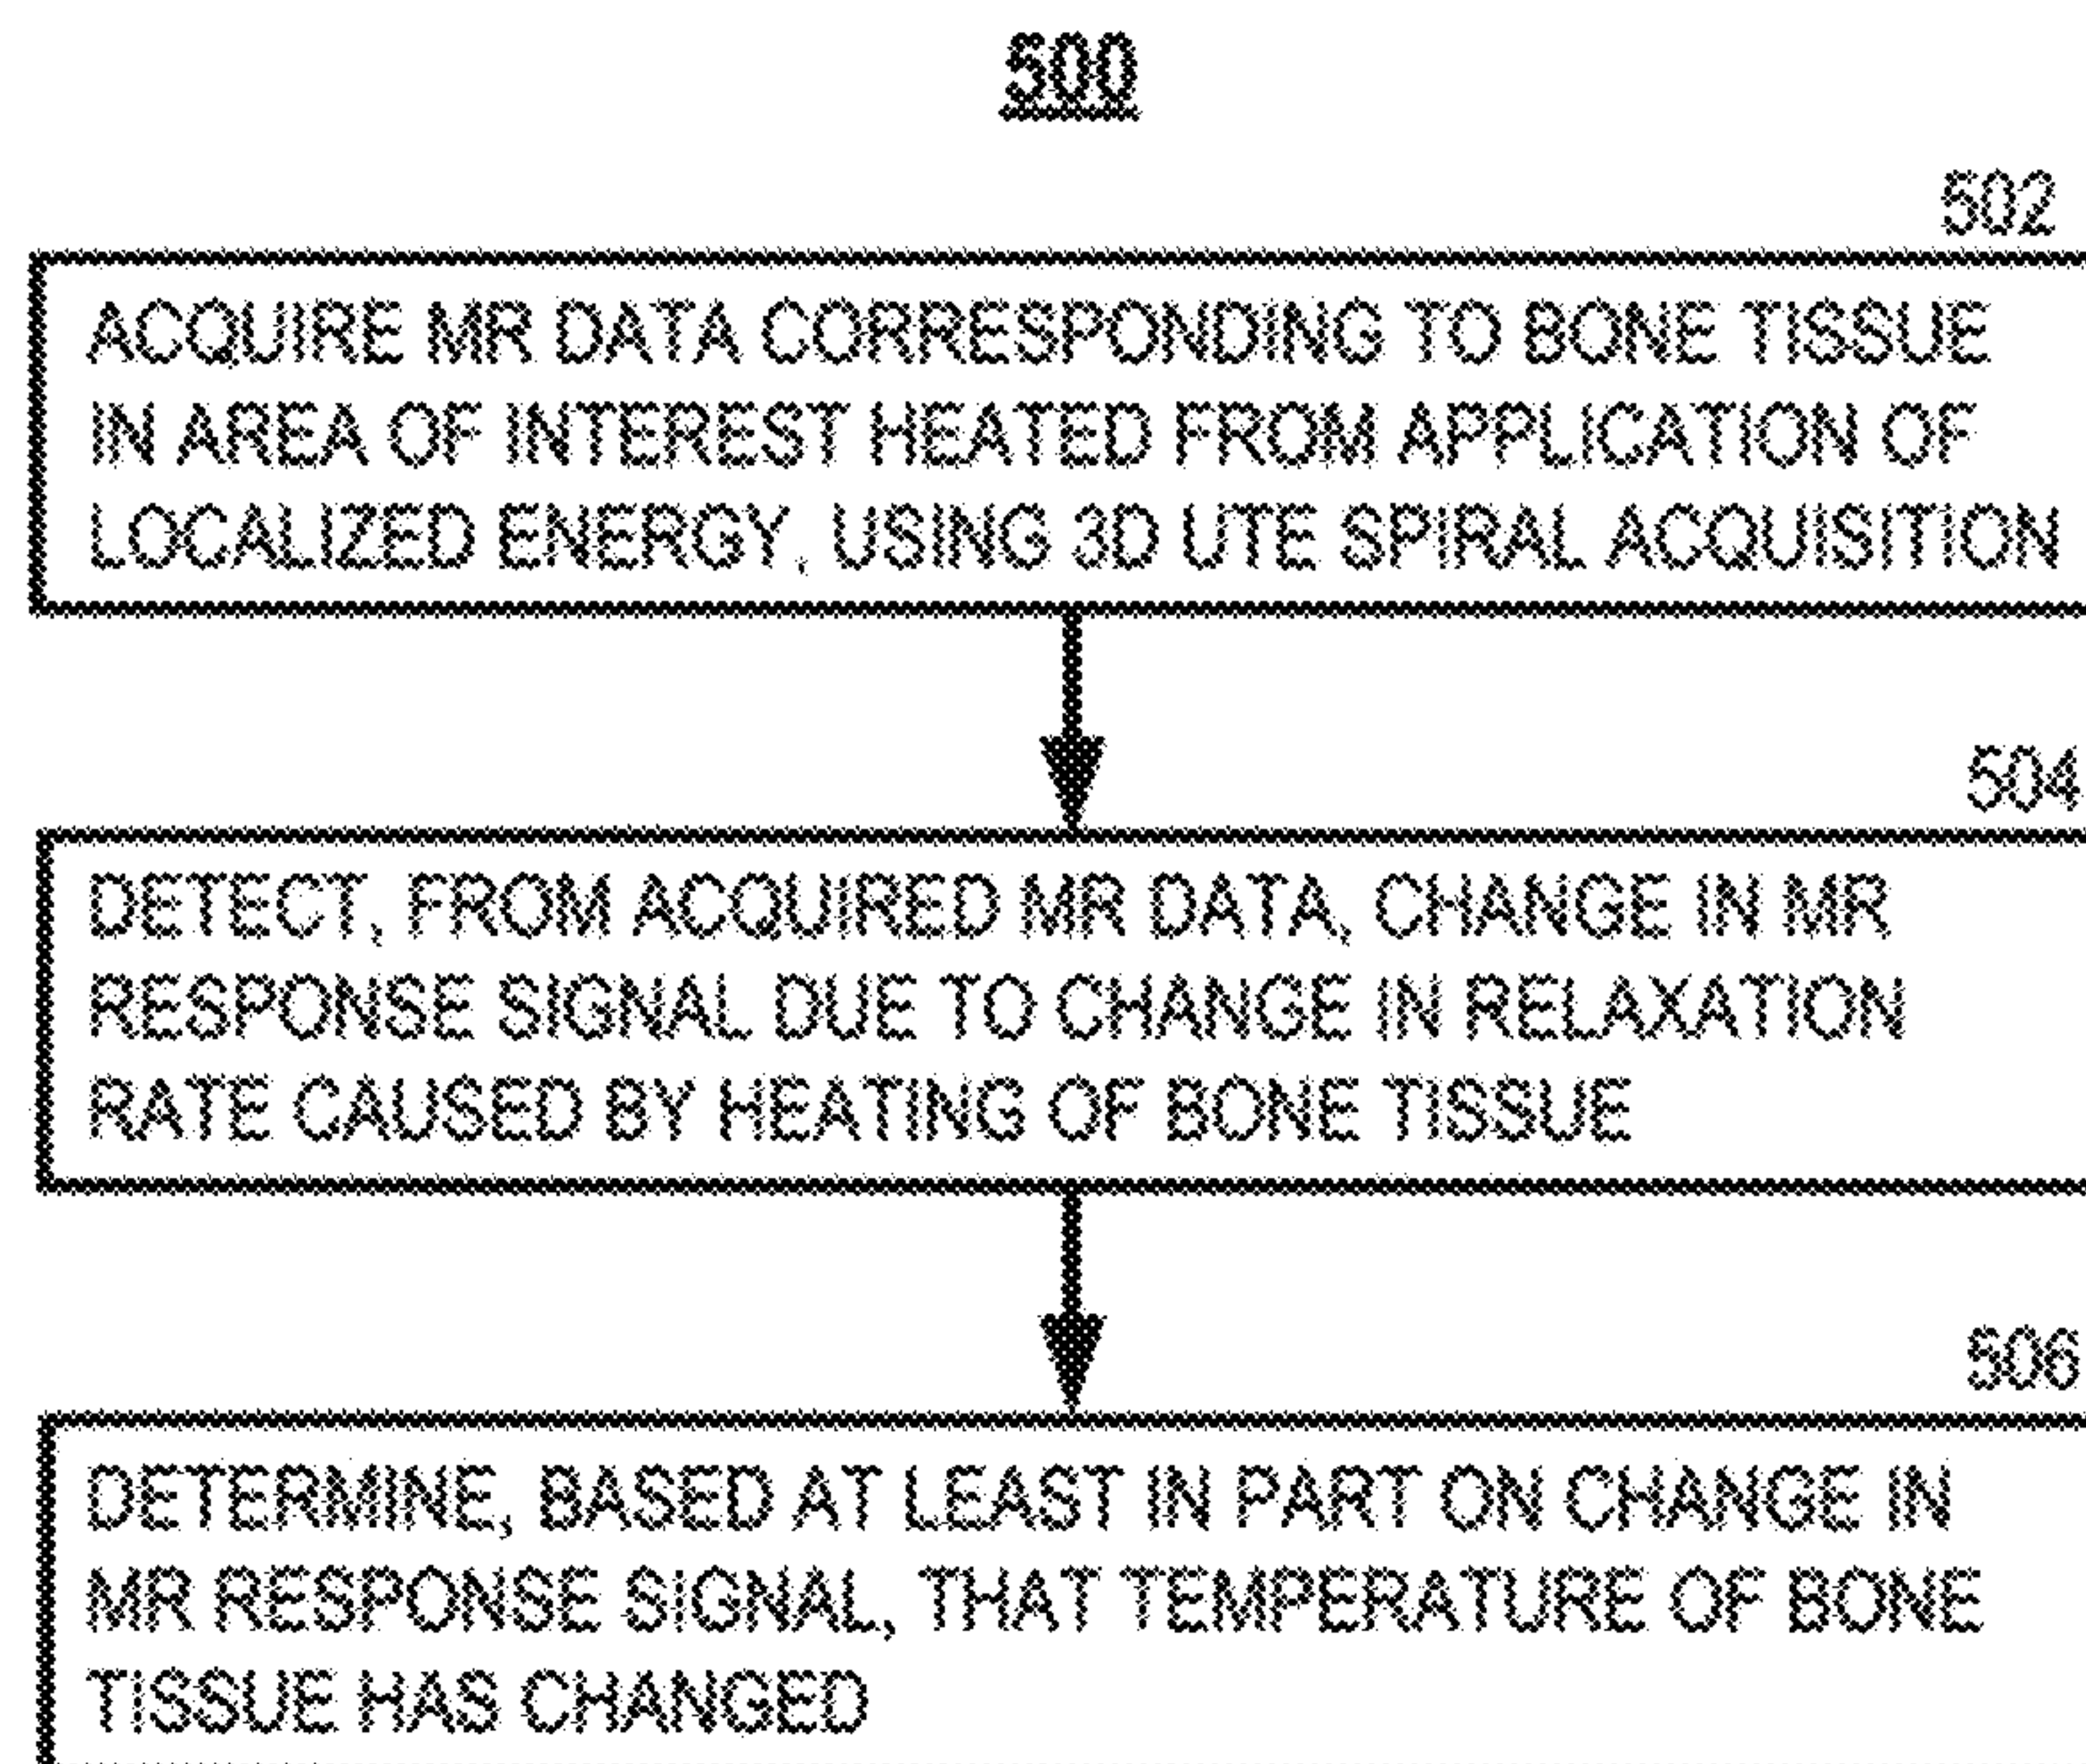 500
502
ACQUIRE MR DATA CORRESPONDING TO BONE TISSUE
IN AREA OF INTEREST HEATED FROM APPLICATION OF
LOCALIZED ENERGY, USING 3D UTE SPIRAL ACQUISITION
504
DETECT, FROM ACQUIRED MR DATA, CHANGE IN MR
RESPONSE SIGNAL DUE TO CHANGE IN RELAXATION
RATE CAUSED BY HEATING OF BONE TISSUE
506
DETERMINE, BASED AT LEAST IN PART ON CHANGE IN
MR RESPONSE SIGNAL, THAT TEMPERATURE OF BONE
TISSUE HAS CHANGED